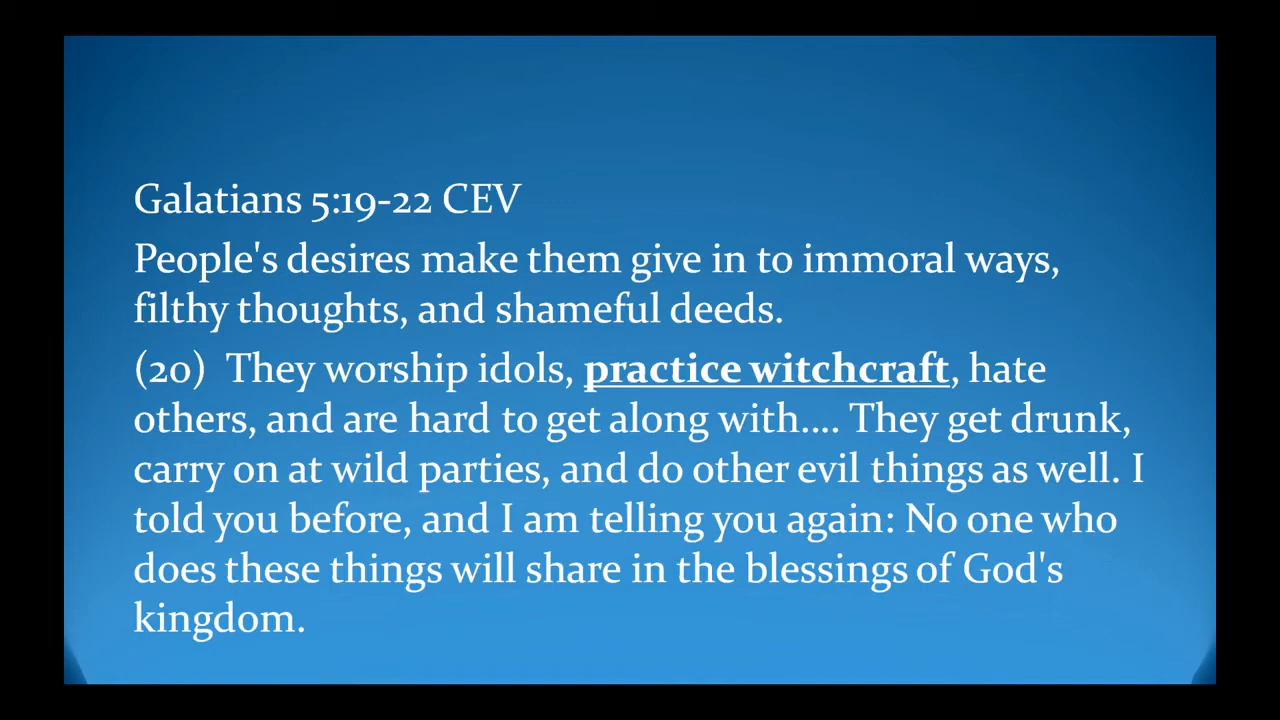 Galatians 5:19-22 CEV
People's desires make them give in to immoral ways,
filthy thoughts, and shameful deeds.
(20)  They worship idols, practice witchcraft, hate
others, and are hard to get along with.... They get drunk,
carry on at wild parties, and do other evil things as well. I
told you before, and I am telling you again: No one who
does these things will share in the blessings of God's
kingdom.